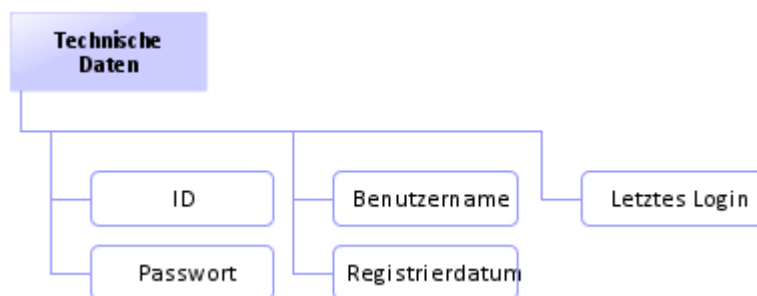 Technische
Daten
ID
Benutzername
Letztes Login
Passwort
Registrierdatum